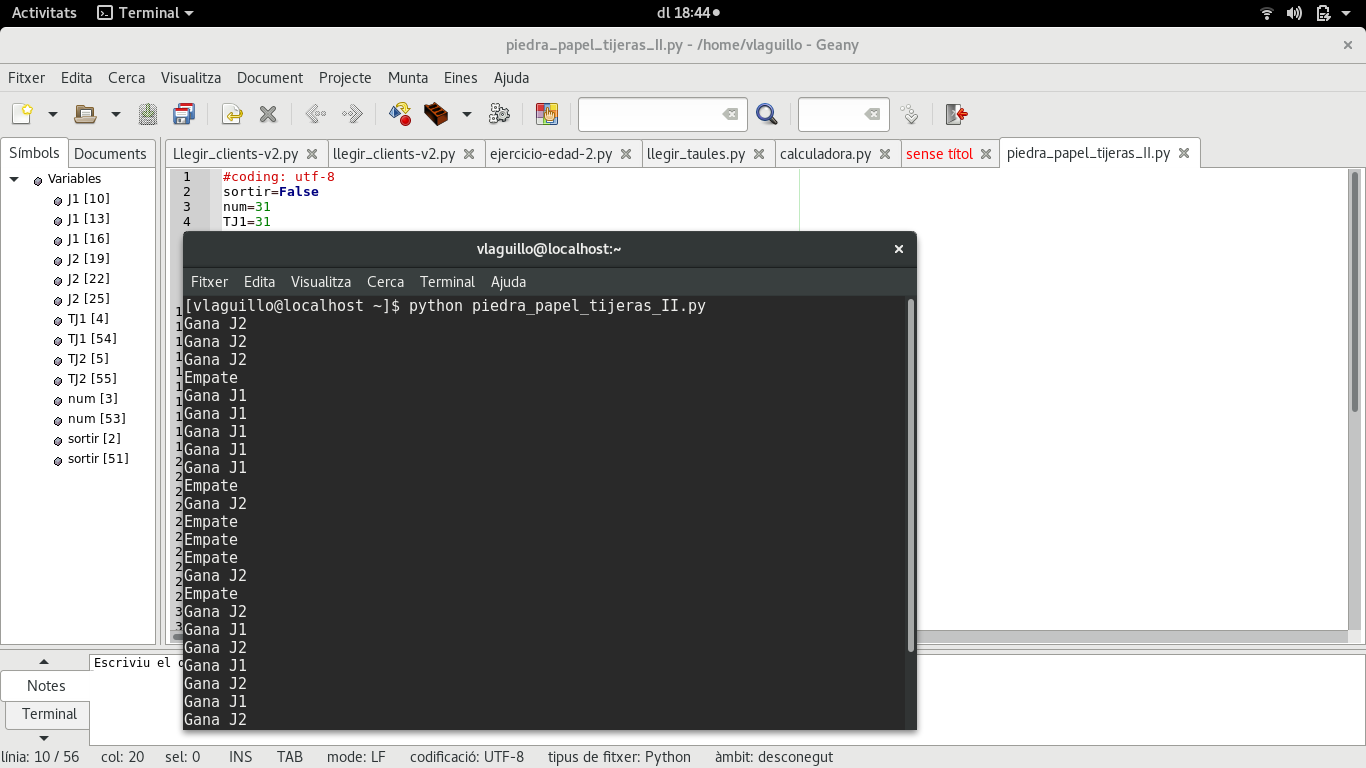 Activitats Terminal dl 18:44
piedra_papel_tijeras_II.py - /home/vlaguillo - Geany
Fitxer Edita Cerca Visualitza Document Projecte Munta Eines Ajuda
Símbols Documents Llegir_clients-v2.py llegir_clients-v2.py ejercicio-edad-2.py llegir_taules.py calculadora.py sense títol piedra_papel_tijeras_II.py
Variables
J1 [10]
J1 [13]
J1 [16]
J2 [19]
J2 [22]
J2 [25]
TJ1 [4]
TJ1 [54]
TJ2 [5]
TJ2 [55]
num [3]
num [53]
sortir [2]
sortir [51]
1 #coding: utf-8
2 sortir=False
3 num=31
4 TJ1=31
vlaguillo@localhost:~
Fitxer Edita Visualitza Cerca Terminal Ajuda
[vlaguillo@localhost ~]$ python piedra_papel_tijeras_II.py
Gana J2
Gana J2
Gana J2
Empate
Gana J1
Gana J1
Gana J1
Gana J1
Gana J1
Empate
Gana J2
Empate
Empate
Empate
Gana J2
Empate
Gana J2
Gana J1
Gana J2
Gana J1
Gana J2
Gana J1
Gana J2
Escriviu el
Notes
Terminal
línia: 10 / 56 col: 20 sel: 0 INS TAB mode: LF codificació: UTF-8 tipus de fitxer: Python àmbit: desconegut